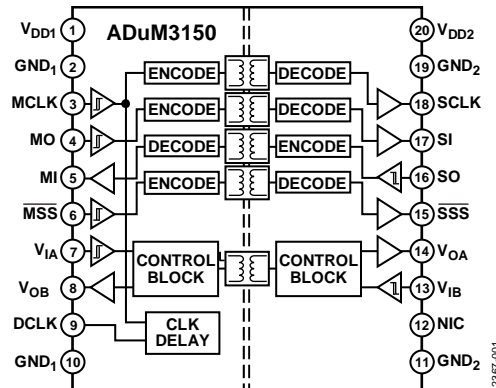 ADuM3150
VDD1 1
GND1 2
MCLK 3
MO 4
MI 5
MSS 6
VIA 7
VOB 8
DCLK 9
GND1 10
ENCODE DECODE
ENCODE DECODE
DECODE ENCODE
ENCODE DECODE
CONTROL BLOCK
CONTROL BLOCK
CLK DELAY
20 VDD2
19 GND2
18 SCLK
17 SI
16 SO
15 SSS
14 VOA
13 VIB
12 NIC
11 GND2